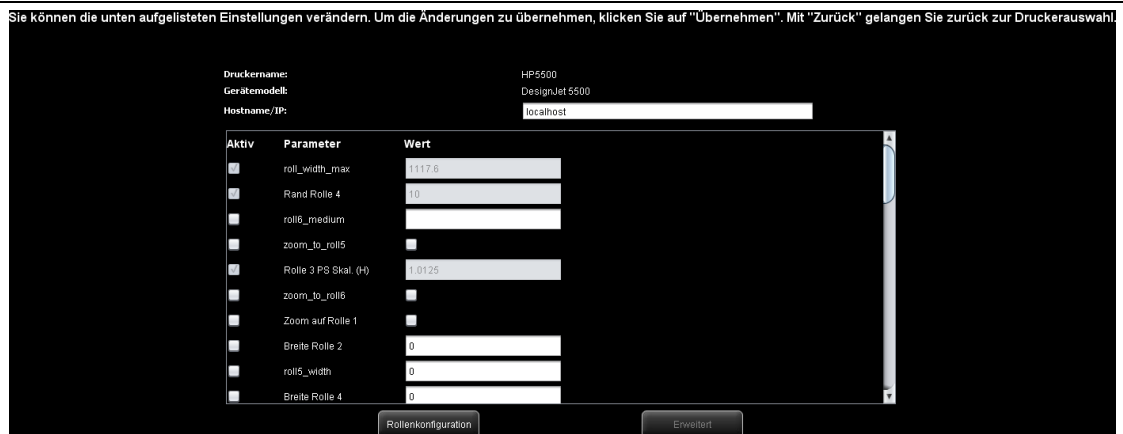 Sie können die unten aufgelisteten Einstellungen verändern. Um die Änderungen zu übernehmen, klicken Sie auf "Übernehmen". Mit "Zurück" gelangen Sie zurück zur Druckerauswahl.
Druckername: HP5500
Gerätemodell: DesignJet 5500
Hostname/IP: localhost
Aktiv Parameter Wert
roll_width_max 1117.6
Rand Rolle 4 10
roll6_medium
zoom_to_roll5
Rolle 3 PS Skal. (H) 1.0125
zoom_to_roll6
Zoom auf Rolle 1
Breite Rolle 2 0
roll5_width 0
Breite Rolle 4 0
Rollenkonfiguration Erweitert